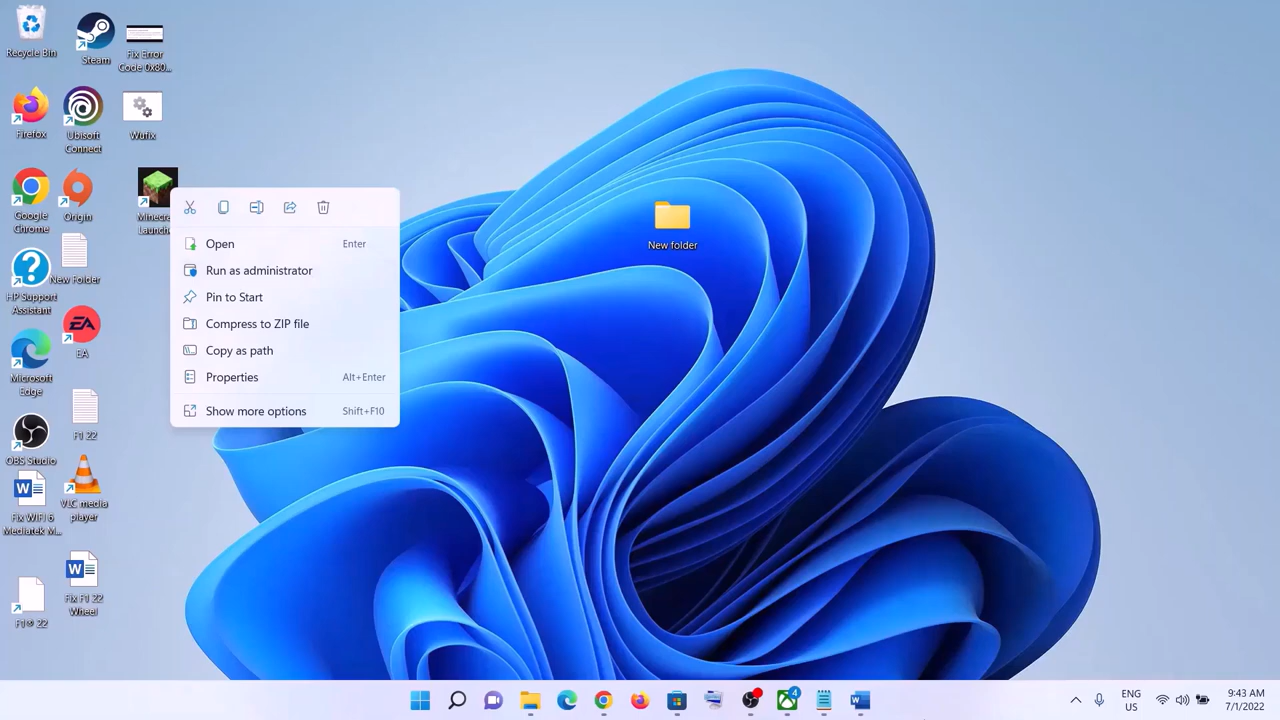 Recycle Bin
Steam
Fix Error
Code 0x80...
Firefox
Ubisoft
Connect
Wufix
Google
Chrome
Origin
Minecra
Launch
New Folder
HP Support
Assistant
EA
EA
Microsoft
Edge
F1 22
OBS Studio
VLC media
player
Fix WiFi 6
Mediatek M...
Fix F1 22
Wheel
F1® 22
Open Enter
Run as administrator
Pin to Start
Compress to ZIP file
Copy as path
Properties Alt+Enter
Show more options Shift+F10
New folder
4
ENG
US
9:43 AM
7/1/2022